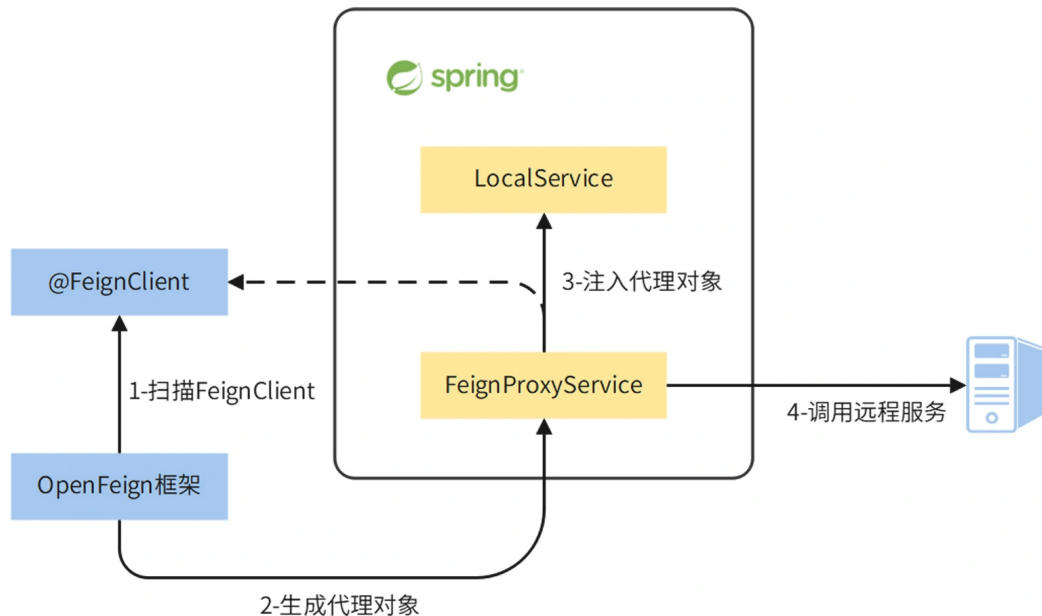 spring
LocalService
@FeignClient
3-注入代理对象
1-扫描FeignClient
FeignProxyService
4-调用远程服务
OpenFeign框架
2-生成代理对象